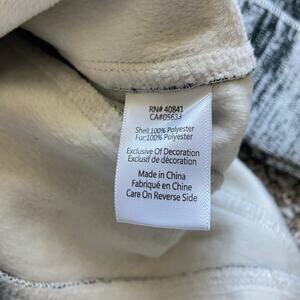 RN# 40841
CA#05633
Shell:100% Polyester
Fur:100% Polyester
Exclusive Of Decoration
Exclusif de décoration
Made in China
Fabriqué en Chine
Care On Reverse Side